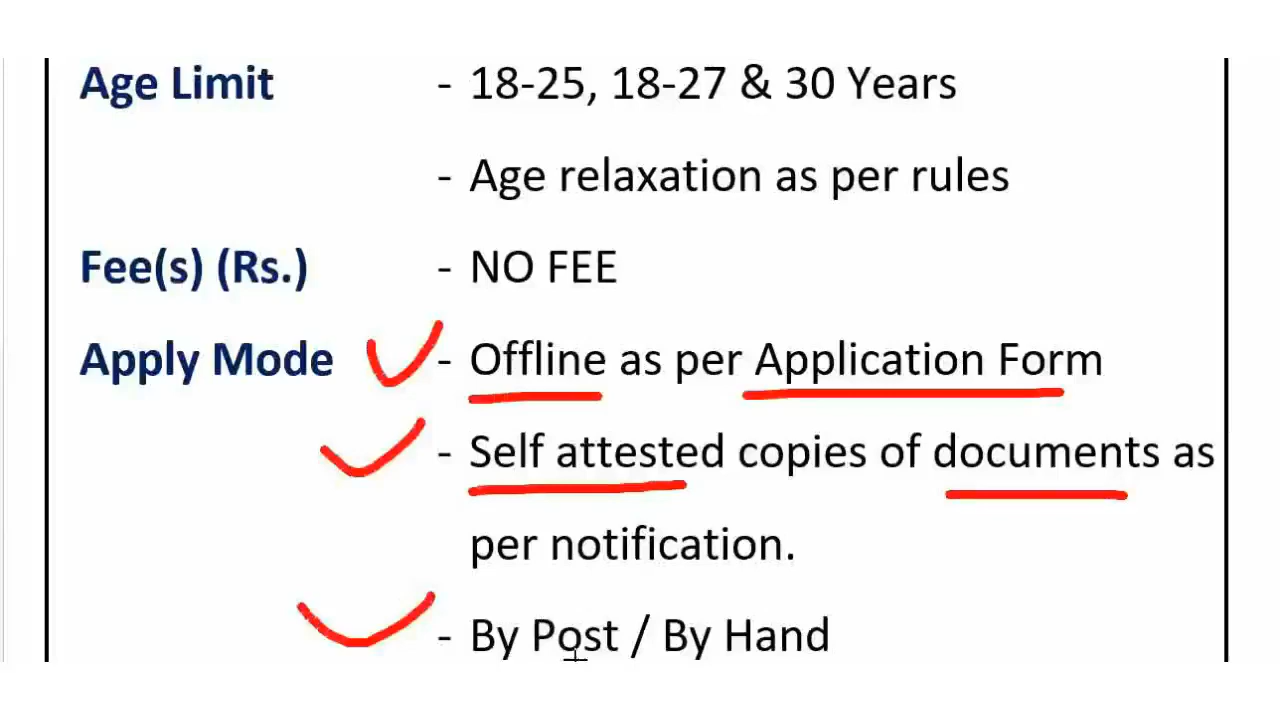 Age Limit - 18-25, 18-27 & 30 Years
- Age relaxation as per rules
Fee(s) (Rs.) - NO FEE
Apply Mode - Offline as per Application Form
- Self attested copies of documents as
per notification.
- By Post / By Hand